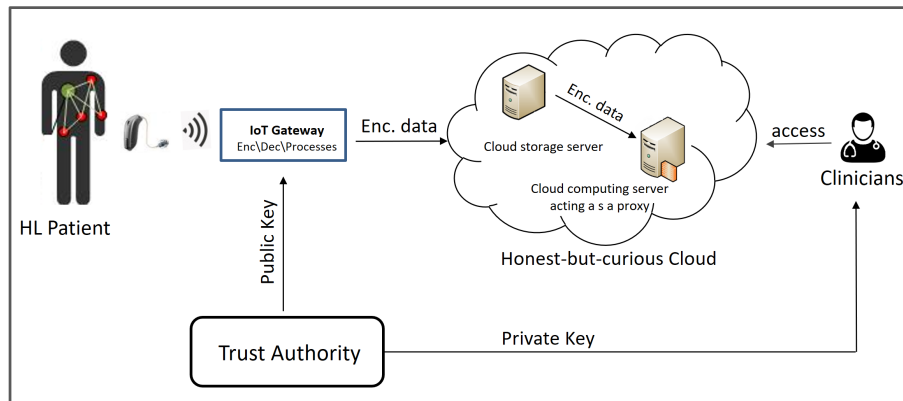 HL Patient
IoT Gateway
Enc\Dec\Processes
Enc. data
Enc. data
Cloud storage server
Cloud computing server
acting a s a proxy
Honest-but-curious Cloud
access
Clinicians
Public Key
Trust Authority
Private Key